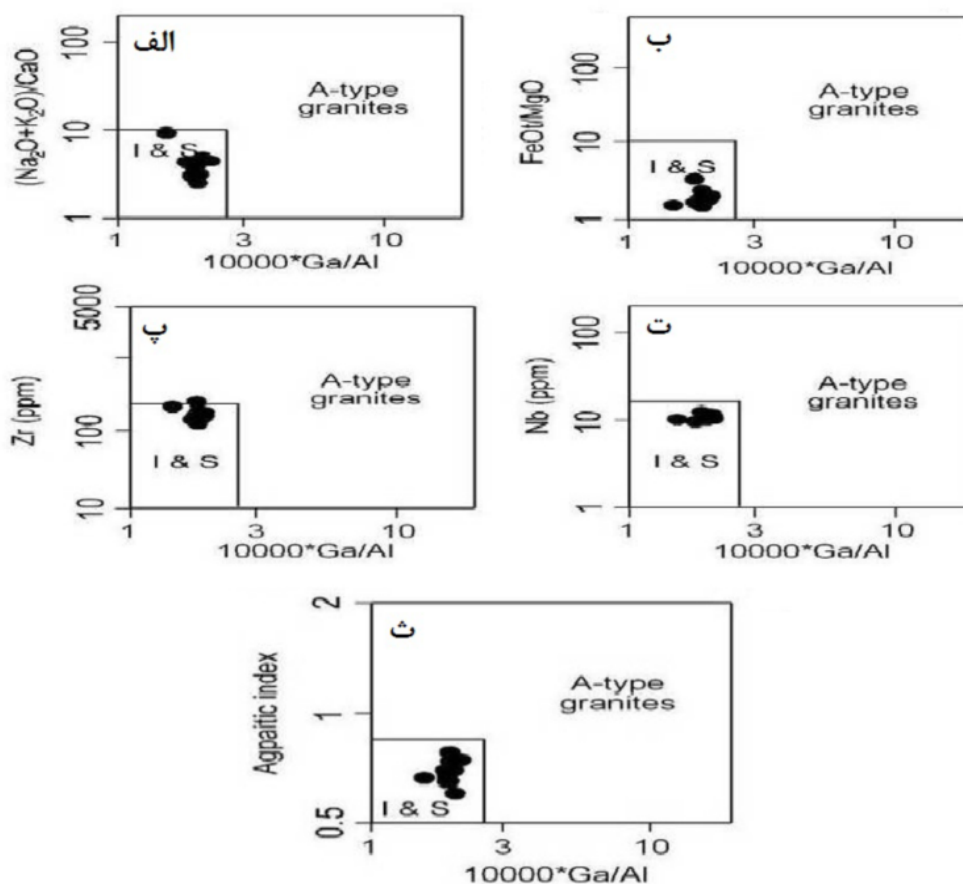 الف
(Na₂O+K₂O)/CaO
100
10
1
A-type
granites
I & S
1
3
10
10000*Ga/Al
ب
FeOt/MgO
100
10
1
A-type
granites
I & S
1
3
10
10000*Ga/Al
پ
Zr (ppm)
5000
100
10
A-type
granites
I & S
1
3
10
10000*Ga/Al
ت
Nb (ppm)
100
10
1
A-type
granites
I & S
1
3
10
10000*Ga/Al
ث
Agpaitic index
2
1
0.5
A-type
granites
I & S
1
3
10
10000*Ga/Al